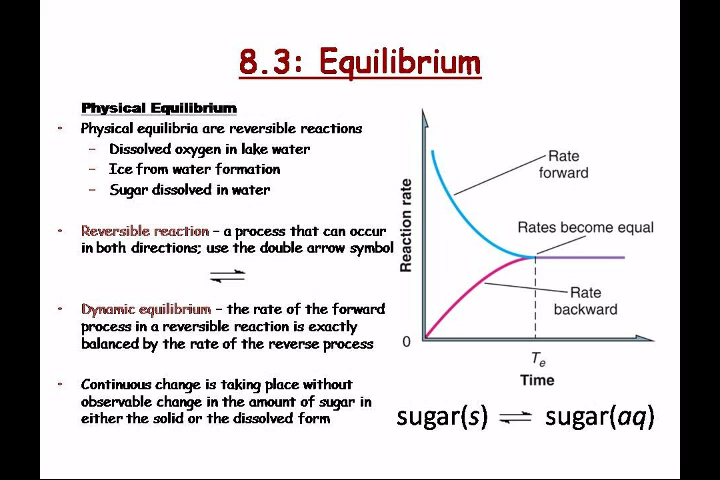 8.3: Equilibrium
Physical Equilibrium
- Physical equilibria are reversible reactions
– Dissolved oxygen in lake water
– Ice from water formation
– Sugar dissolved in water
- Reversible reaction – a process that can occur
in both directions; use the double arrow symbol
⇌
- Dynamic equilibrium – the rate of the forward
process in a reversible reaction is exactly
balanced by the rate of the reverse process
- Continuous change is taking place without
observable change in the amount of sugar in
either the solid or the dissolved form
Reaction rate
Rate
forward
Rates become equal
Rate
backward
0
Te
Time
sugar(s) ⇌ sugar(aq)